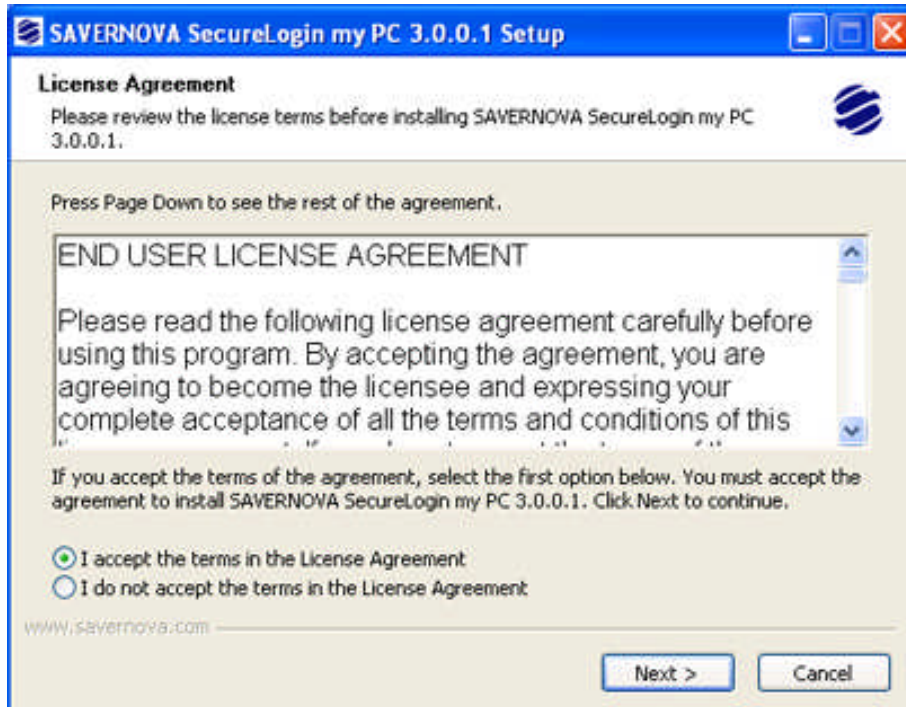 SAVERNOVA SecureLogin my PC 3.0.0.1 Setup
License Agreement
Please review the license terms before installing SAVERNOVA SecureLogin my PC
3.0.0.1.
Press Page Down to see the rest of the agreement.
END USER LICENSE AGREEMENT
Please read the following license agreement carefully before
using this program. By accepting the agreement, you are
agreeing to become the licensee and expressing your
complete acceptance of all the terms and conditions of this
If you accept the terms of the agreement, select the first option below. You must accept the
agreement to install SAVERNOVA SecureLogin my PC 3.0.0.1. Click Next to continue.
I accept the terms in the License Agreement
I do not accept the terms in the License Agreement
www.savernova.com
Next >
Cancel